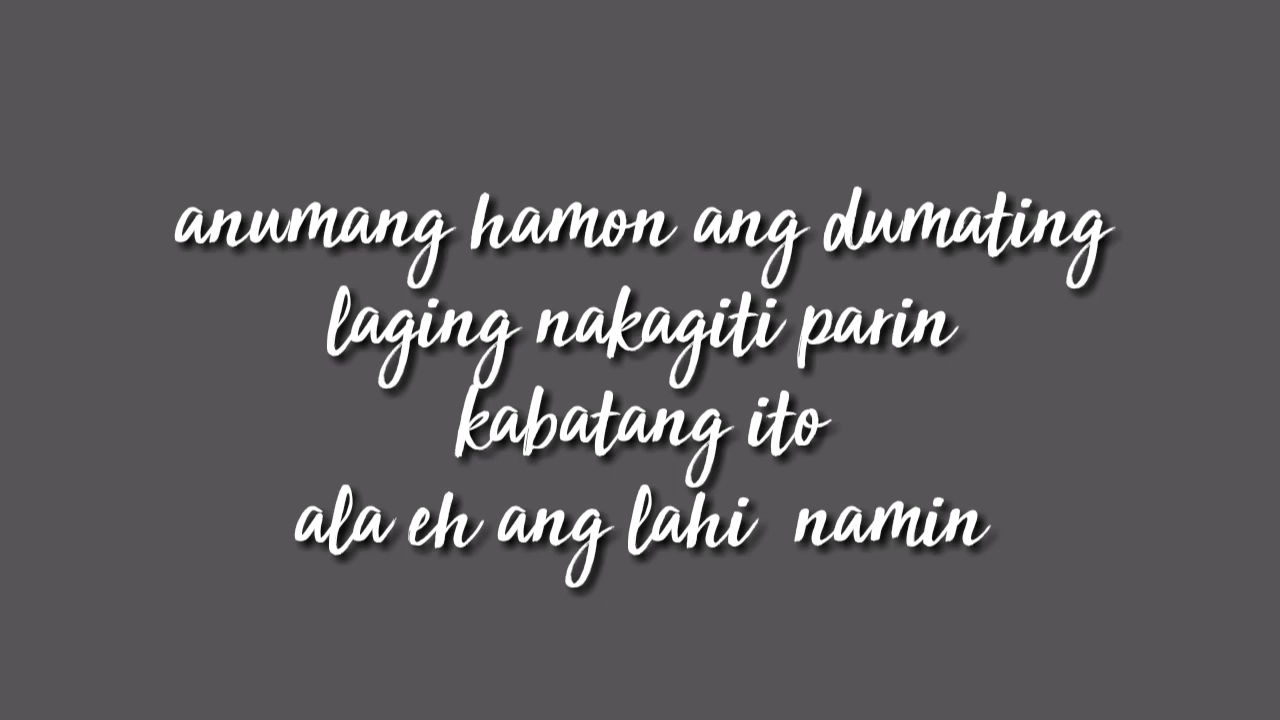 anumang hamon ang dumating
laging nakagiti parin
kabatang ito
ala eh ang lahi namin